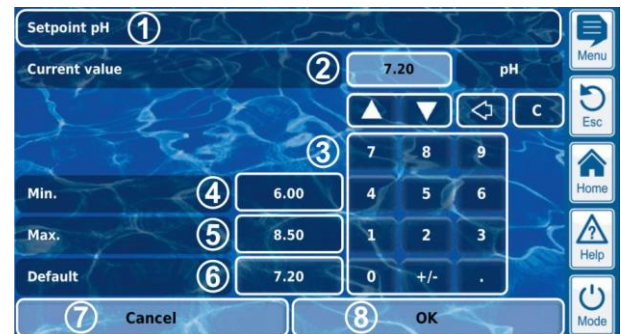 Setpoint pH 1
Current value 2 7.20 pH
C
3 7 8 9
Min. 4 6.00 4 5 6
Max. 5 8.50 1 2 3
Default 6 7.20 0 +/- .
7 Cancel 8 OK
Menu
Esc
Home
? Help
Mode